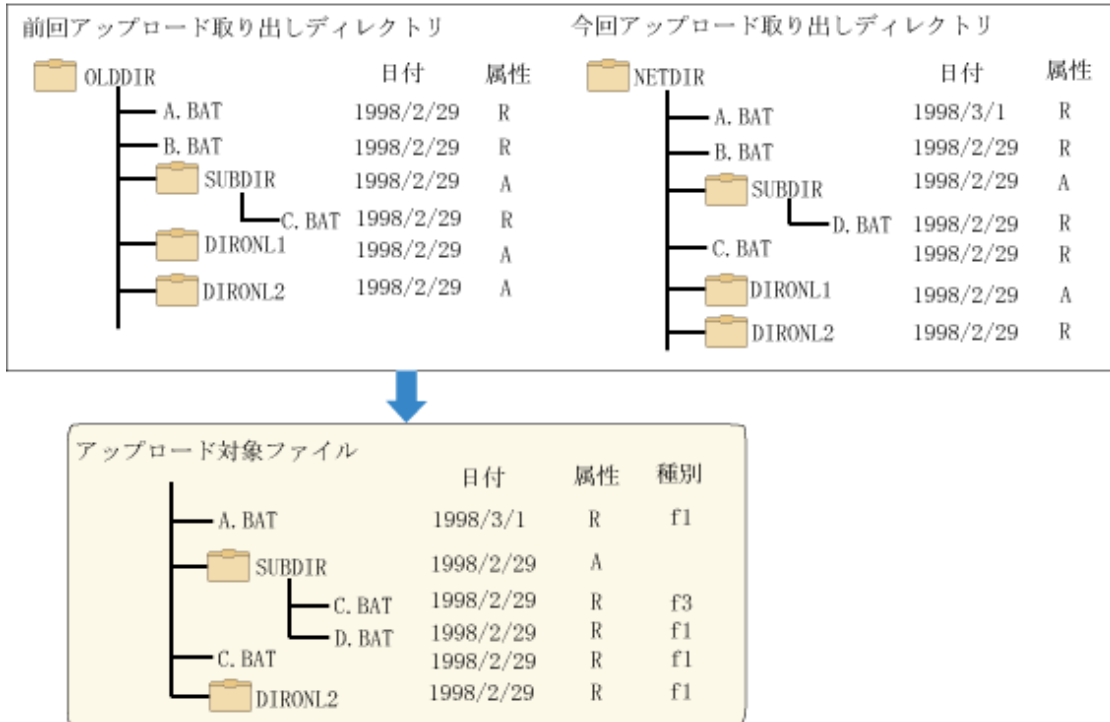 前回アップロード取り出しディレクトリ
OLDDIR 日付 属性
A.BAT 1998/2/29 R
B.BAT 1998/2/29 R
SUBDIR 1998/2/29 A
C.BAT 1998/2/29 R
DIRONL1 1998/2/29 A
DIRONL2 1998/2/29 A
今回アップロード取り出しディレクトリ
NETDIR 日付 属性
A.BAT 1998/3/1 R
B.BAT 1998/2/29 R
SUBDIR 1998/2/29 A
D.BAT 1998/2/29 R
C.BAT 1998/2/29 R
DIRONL1 1998/2/29 A
DIRONL2 1998/2/29 R
アップロード対象ファイル
日付 属性 種別
A.BAT 1998/3/1 R f1
SUBDIR 1998/2/29 A
C.BAT 1998/2/29 R f3
D.BAT 1998/2/29 R f1
C.BAT 1998/2/29 R f1
DIRONL2 1998/2/29 R f1